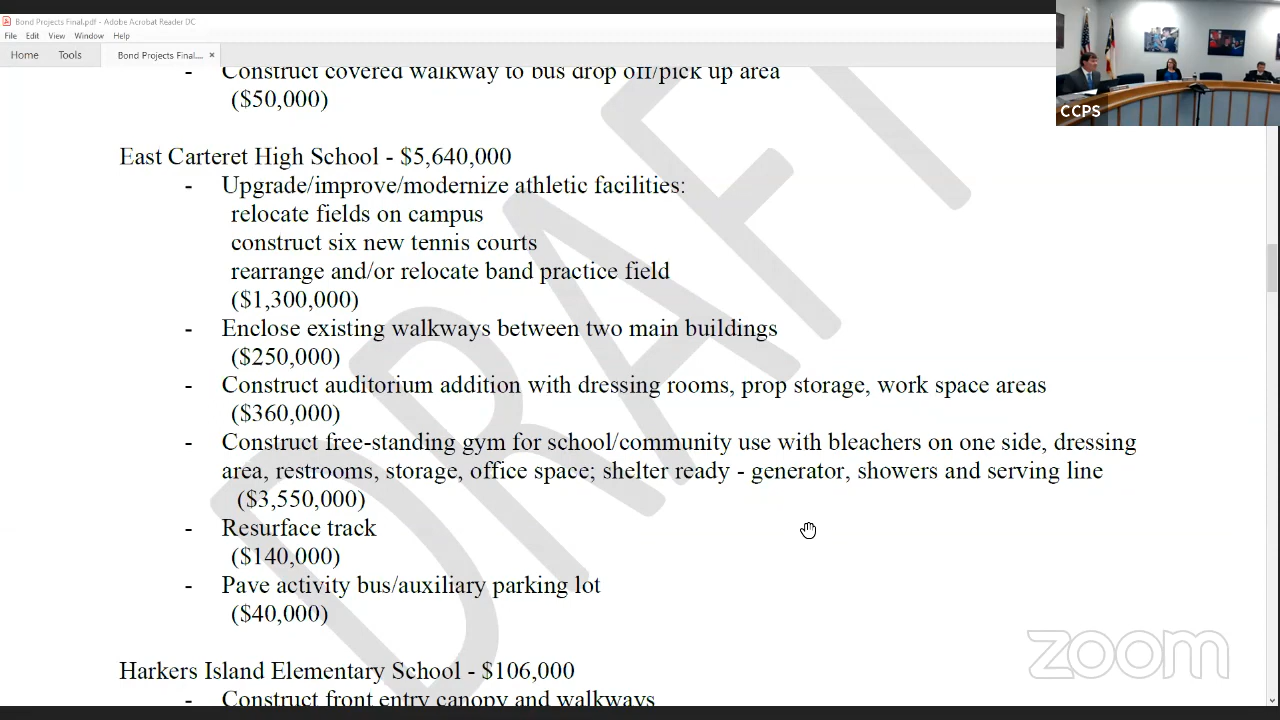 Bond Projects Final.pdf - Adobe Acrobat Reader DC
File Edit View Window Help
Home Tools Bond Projects Final.... ×
CCPS
- Construct covered walkway to bus drop off/pick up area
($50,000)
East Carteret High School - $5,640,000
- Upgrade/improve/modernize athletic facilities:
relocate fields on campus
construct six new tennis courts
rearrange and/or relocate band practice field
($1,300,000)
- Enclose existing walkways between two main buildings
($250,000)
- Construct auditorium addition with dressing rooms, prop storage, work space areas
($360,000)
- Construct free-standing gym for school/community use with bleachers on one side, dressing
area, restrooms, storage, office space; shelter ready - generator, showers and serving line
($3,550,000)
- Resurface track
($140,000)
- Pave activity bus/auxiliary parking lot
($40,000)
Harkers Island Elementary School - $106,000
- Construct front entry canopy and walkways
DRAFT
zoom